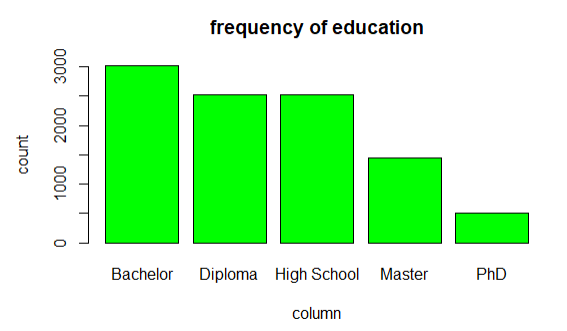 frequency of education
count
3000
2000
1000
0
Bachelor Diploma High School Master PhD
column